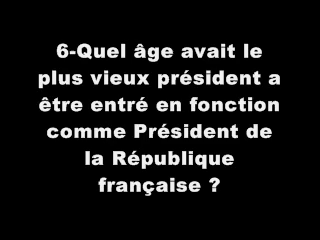 6-Quel âge avait le
plus vieux président a
être entré en fonction
comme Président de
la République
française ?